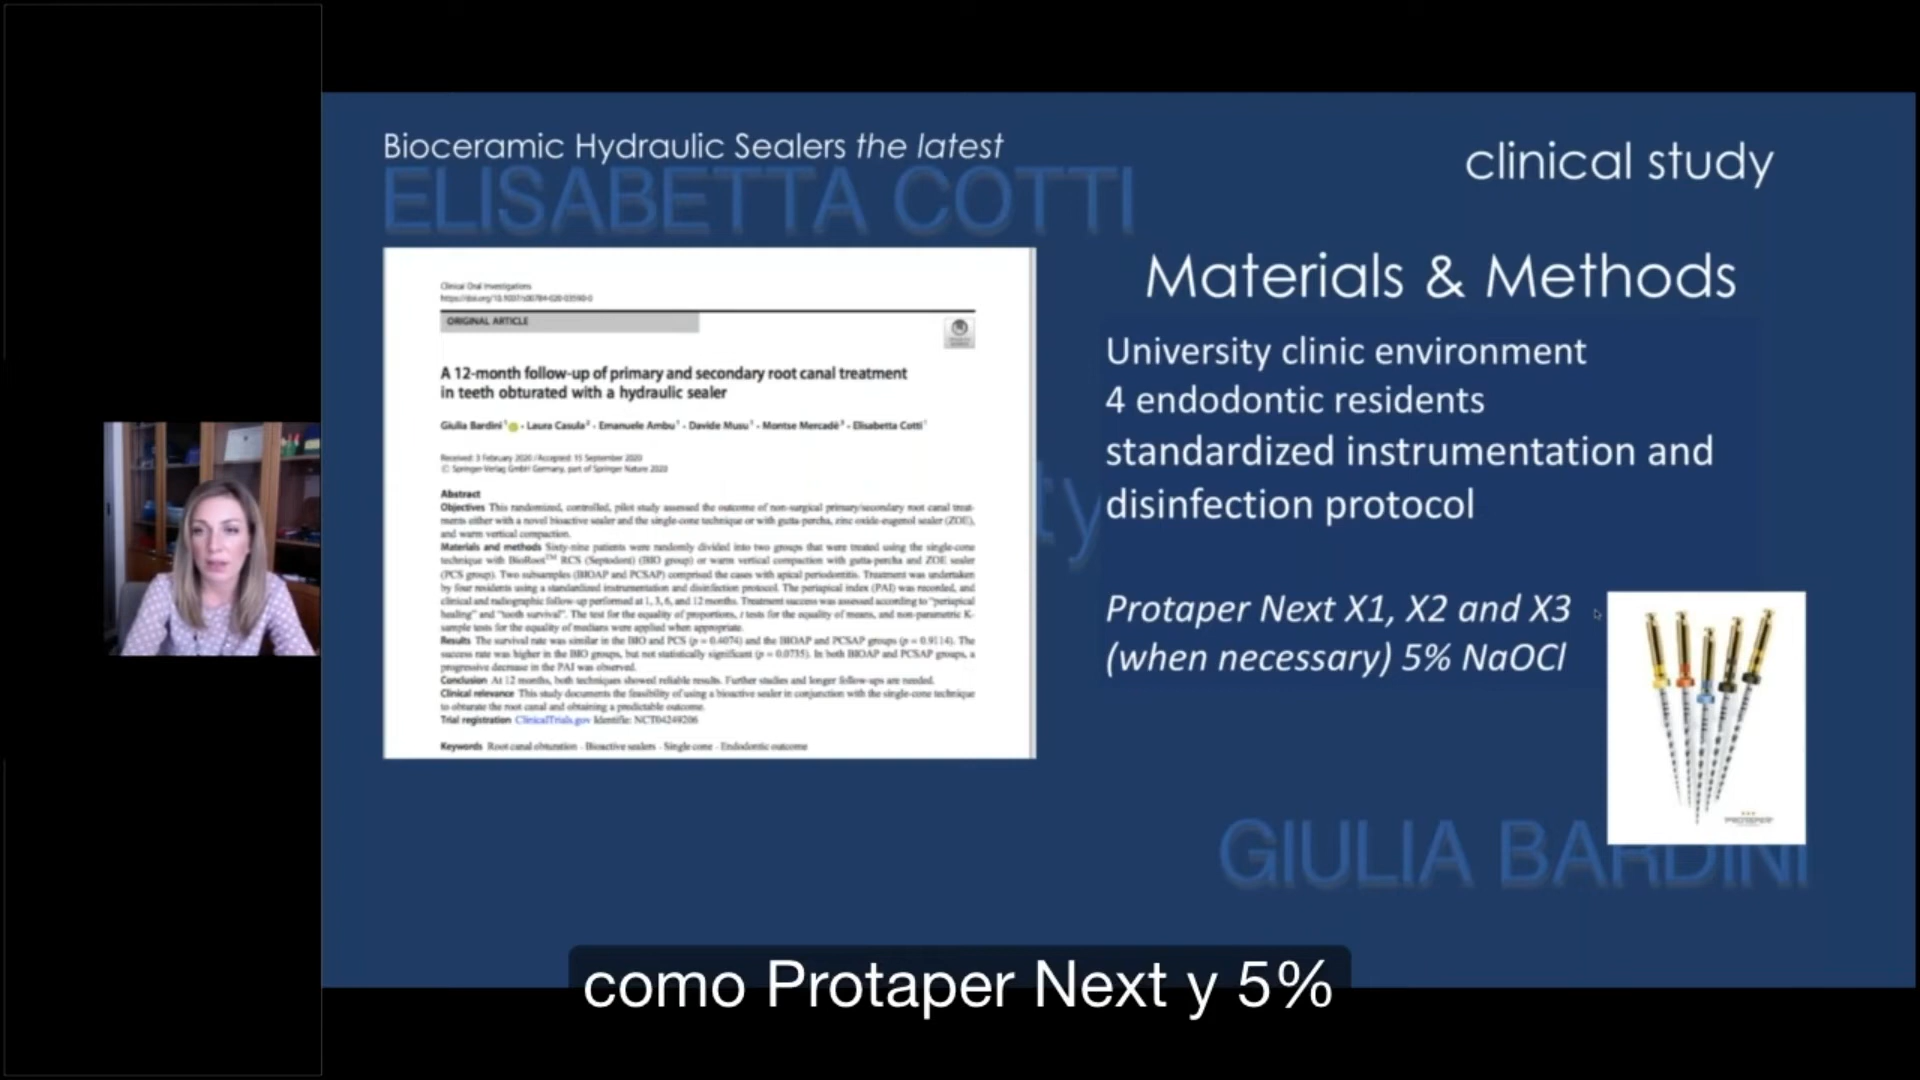 Bioceramic Hydraulic Sealers the latest
ELISABETTA COTTI
clinical study
Clinical Oral Investigations
https://doi.org/10.1007/s00784-020-03590-0
ORIGINAL ARTICLE
A 12-month follow-up of primary and secondary root canal treatment
in teeth obturated with a hydraulic sealer
Giulia Bardini 1 · Laura Casula 2 · Emanuele Ambu 1 · Davide Musu 1 · Montse Mercadè 3 · Elisabetta Cotti 1
Received: 3 February 2020 / Accepted: 15 September 2020
© Springer-Verlag GmbH Germany, part of Springer Nature 2020
Abstract
Objectives This randomized, controlled, pilot study assessed the outcome of non-surgical primary/secondary root canal treat-
ments either with a novel bioactive sealer and the single-cone technique or with gutta-percha, zinc oxide-eugenol sealer (ZOE),
and warm vertical compaction.
Materials and methods Sixty-nine patients were randomly divided into two groups that were treated using the single-cone
technique with BioRoot™ RCS (Septodont) (BIO group) or warm vertical compaction with gutta-percha and ZOE sealer
(PCS group). Two subsamples (BIOAP and PCSAP) comprised the cases with apical periodontitis. Treatment was undertaken
by four residents using a standardized instrumentation and disinfection protocol. The periapical index (PAI) was recorded, and
clinical and radiographic follow-up performed at 1, 3, 6, and 12 months. Treatment success was assessed according to "periapical
healing" and "tooth survival". The test for the equality of proportions, t tests for the equality of means, and non-parametric K-
sample tests for the equality of medians were applied when appropriate.
Results The survival rate was similar in the BIO and PCS (p = 0.4074) and the BIOAP and PCSAP groups (p = 0.9114). The
success rate was higher in the BIO groups, but not statistically significant (p = 0.0735). In both BIOAP and PCSAP groups, a
progressive decrease in the PAI was observed.
Conclusion At 12 months, both techniques showed reliable results. Further studies and longer follow-ups are needed.
Clinical relevance This study documents the feasibility of using a bioactive sealer in conjunction with the single-cone technique
to obturate the root canal and obtaining a predictable outcome.
Trial registration ClinicalTrials.gov Identifie: NCT04249206
Keywords Root canal obturation · Bioactive sealers · Single cone · Endodontic outcome
Materials & Methods
University clinic environment
4 endodontic residents
standardized instrumentation and
disinfection protocol
Protaper Next X1, X2 and X3
(when necessary) 5% NaOCl
GIULIA BARDINI
como Protaper Next y 5%